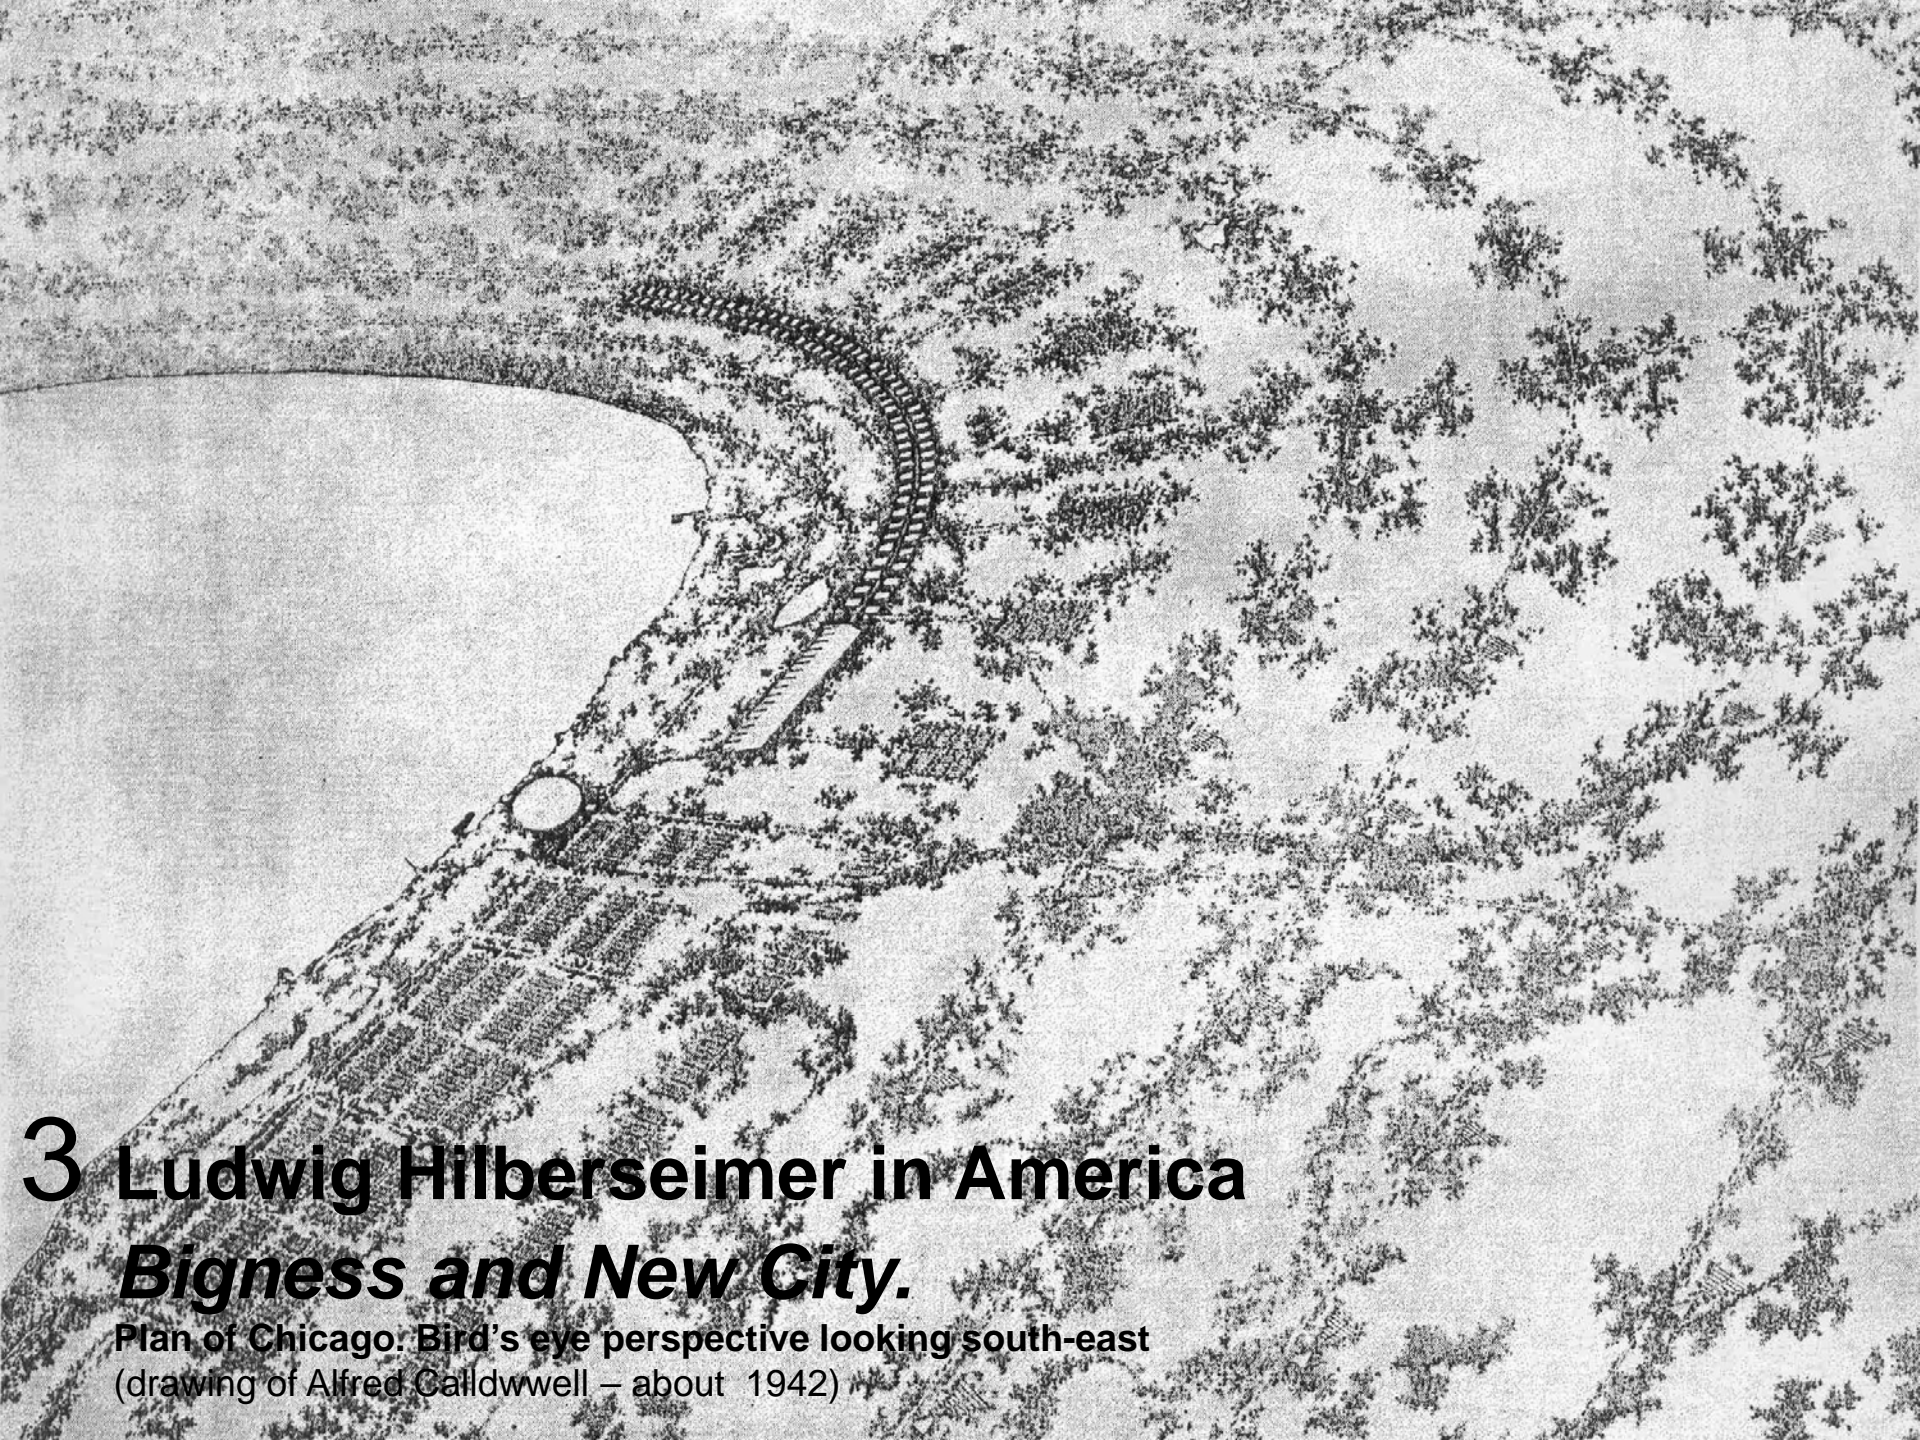 3 Ludwig Hilberseimer in America
Bigness and New City.
Plan of Chicago. Bird’s eye perspective looking south-east
(drawing of Alfred Calldwwell – about 1942)